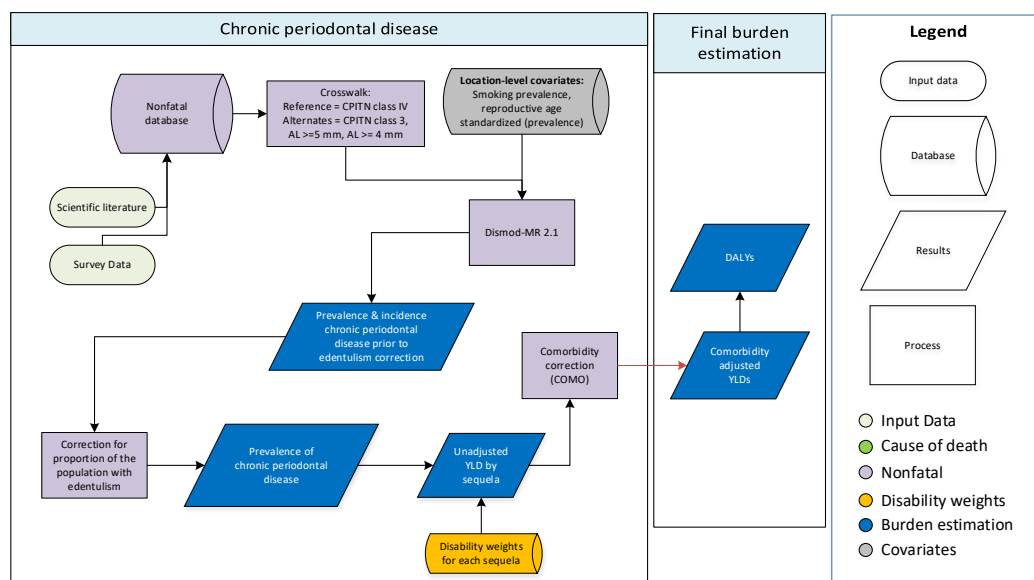 Chronic periodontal disease
Nonfatal
database
Crosswalk:
Reference = CPITN class IV
Alternates = CPITN class 3,
AL >=5 mm, AL >= 4 mm
Location-level covariates:
Smoking prevalence,
reproductive age
standardized (prevalence)
Scientific literature
Survey Data
Dismod-MR 2.1
Prevalence & incidence
chronic periodontal
disease prior to
edentulism correction
Comorbidity
correction
(COMO)
Correction for
proportion of the
population with
edentulism
Prevalence of
chronic periodontal
disease
Unadjusted
YLD by
sequela
Disability weights
for each sequela
Final burden
estimation
DALYs
Comorbidity
adjusted
YLDs
Legend
Input data
Database
Results
Process
Input Data
Cause of death
Nonfatal
Disability weights
Burden estimation
Covariates